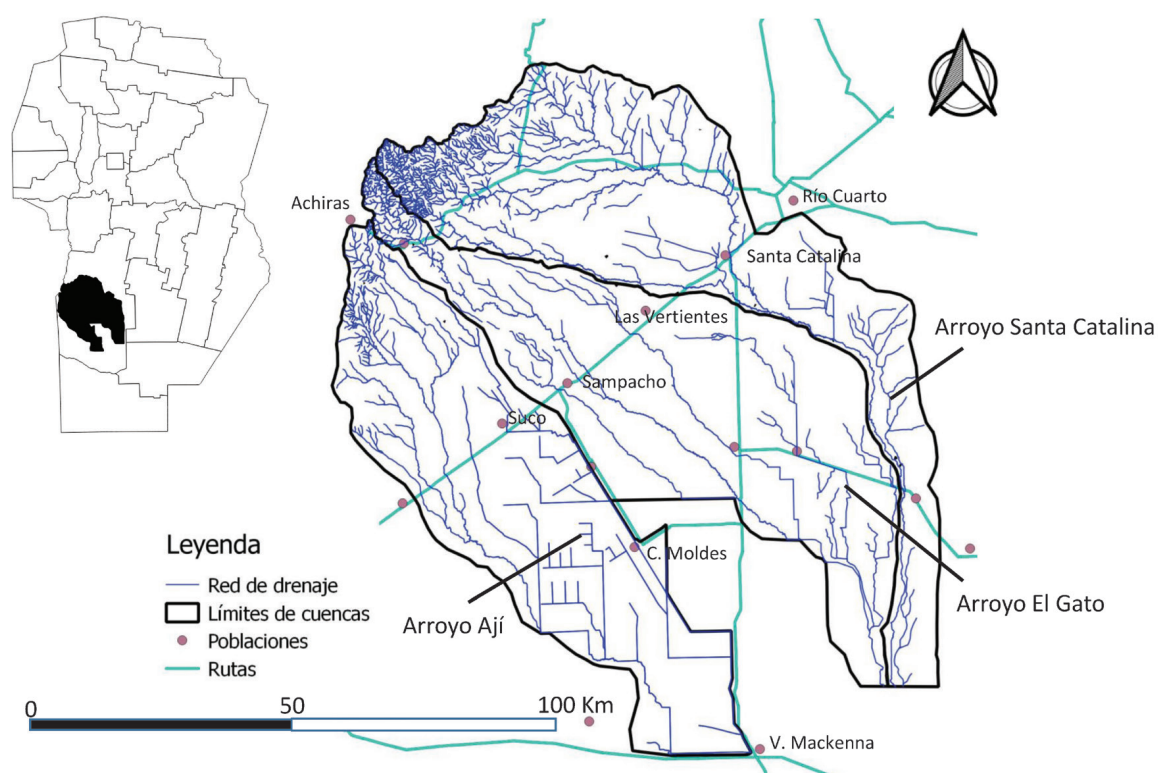 Achiras
Río Cuarto
Santa Catalina
Las Vertientes
Arroyo Santa Catalina
Sampacho
Suco
Leyenda
Red de drenaje
Límites de cuencas
Poblaciones
Rutas
C. Moldes
Arroyo Ají
Arroyo El Gato
0 50 100 Km
V. Mackenna